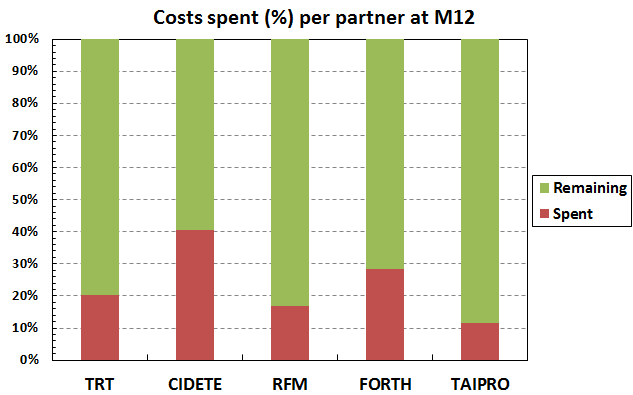 Costs spent (%) per partner at M12
100%
90%
80%
70%
60%
50%
40%
30%
20%
10%
0%
TRT CIDETE RFM FORTH TAIPRO
Remaining
Spent